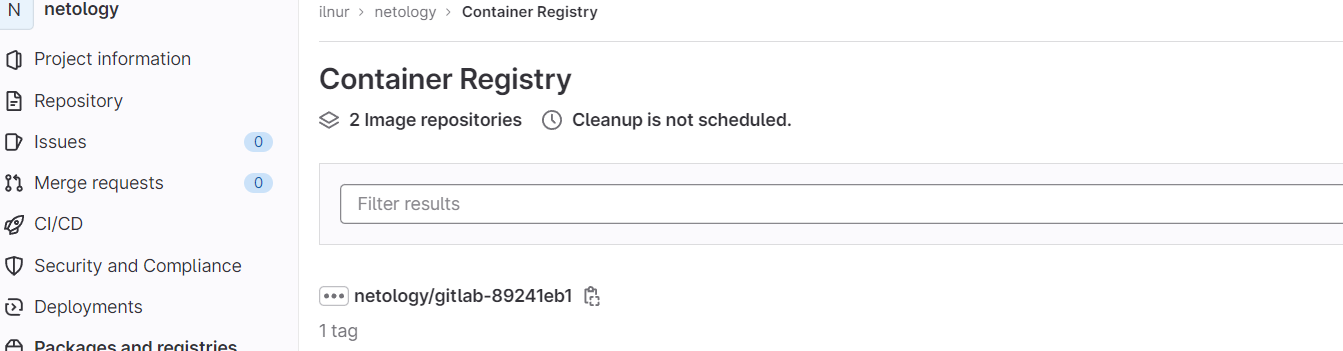 N netology
Project information
Repository
Issues 0
Merge requests 0
CI/CD
Security and Compliance
Deployments
Packages and registries
ilnur > netology > Container Registry
Container Registry
2 Image repositories Cleanup is not scheduled.
Filter results
••• netology/gitlab-89241eb1
1 tag